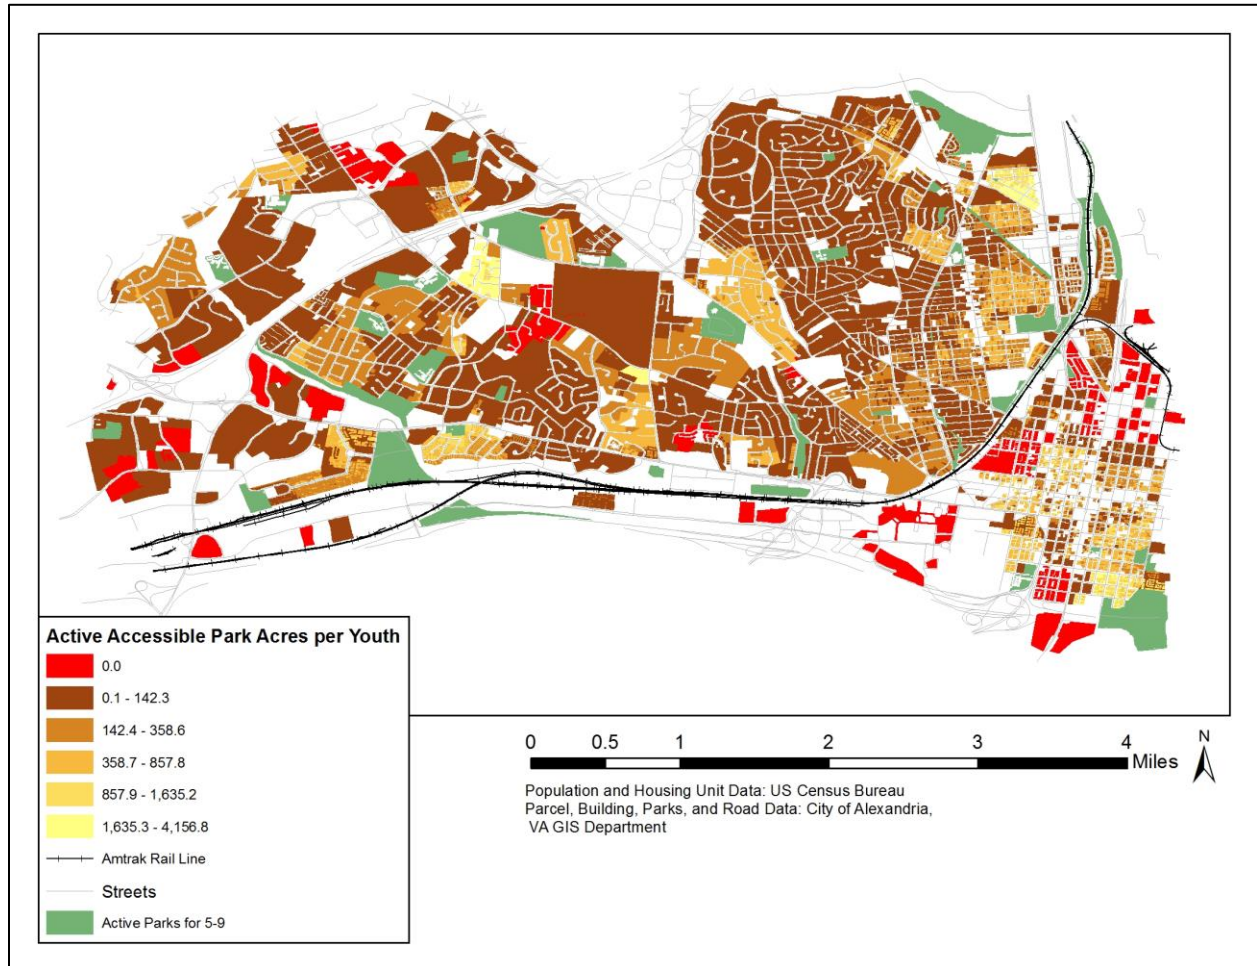 Active Accessible Park Acres per Youth
0.0
0.1 - 142.3
142.4 - 358.6
358.7 - 857.8
857.9 - 1,635.2
1,635.3 - 4,156.8
Amtrak Rail Line
Streets
Active Parks for 5-9
0 0.5 1 2 3 4
Miles
N
Population and Housing Unit Data: US Census Bureau
Parcel, Building, Parks, and Road Data: City of Alexandria,
VA GIS Department